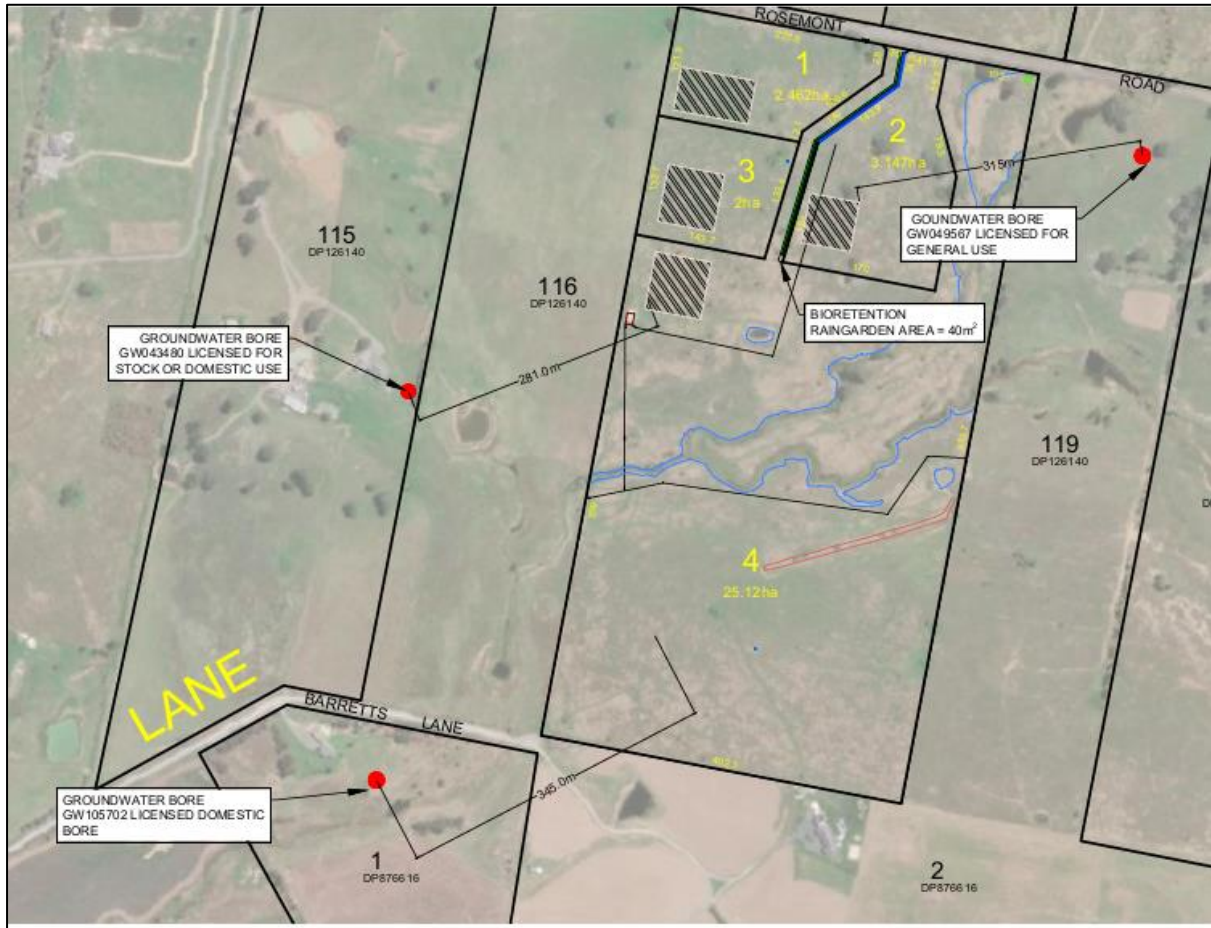 ROSEMONT
ROAD
1
2.462ha
2
3.147ha
3
2ha
315m
GOUNDWATER BORE
GW049567 LICENSED FOR
GENERAL USE
115
DP126140
116
DP126140
BIORETENTION
RAINGARDEN AREA = 40m²
GROUNDWATER BORE
GW043480 LICENSED FOR
STOCK OR DOMESTIC USE
281.0m
170
119
DP126140
4
25.12ha
LANE
BARRETTS LANE
402.3
345.0m
GROUNDWATER BORE
GW105702 LICENSED DOMESTIC
BORE
1
DP876616
2
DP876616